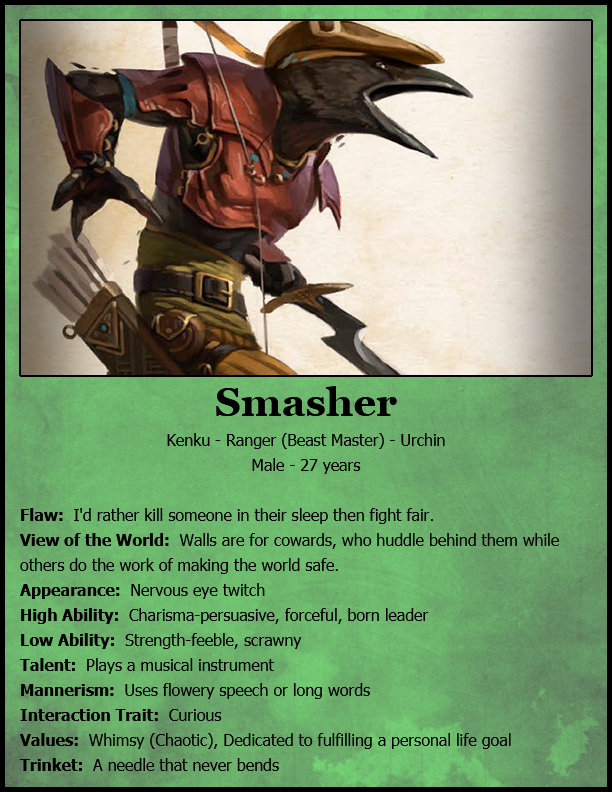 Smasher
Kenku - Ranger (Beast Master) - Urchin
Male - 27 years
Flaw: I'd rather kill someone in their sleep then fight fair.
View of the World: Walls are for cowards, who huddle behind them while
others do the work of making the world safe.
Appearance: Nervous eye twitch
High Ability: Charisma-persuasive, forceful, born leader
Low Ability: Strength-feeble, scrawny
Talent: Plays a musical instrument
Mannerism: Uses flowery speech or long words
Interaction Trait: Curious
Values: Whimsy (Chaotic), Dedicated to fulfilling a personal life goal
Trinket: A needle that never bends